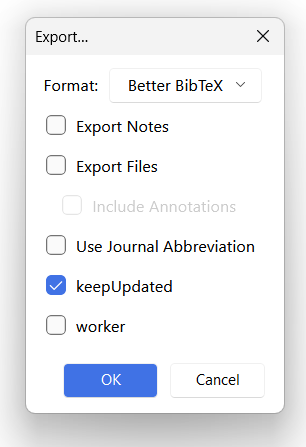 Export...
Format: Better BibTeX
Export Notes
Export Files
Include Annotations
Use Journal Abbreviation
keepUpdated
worker
OK Cancel